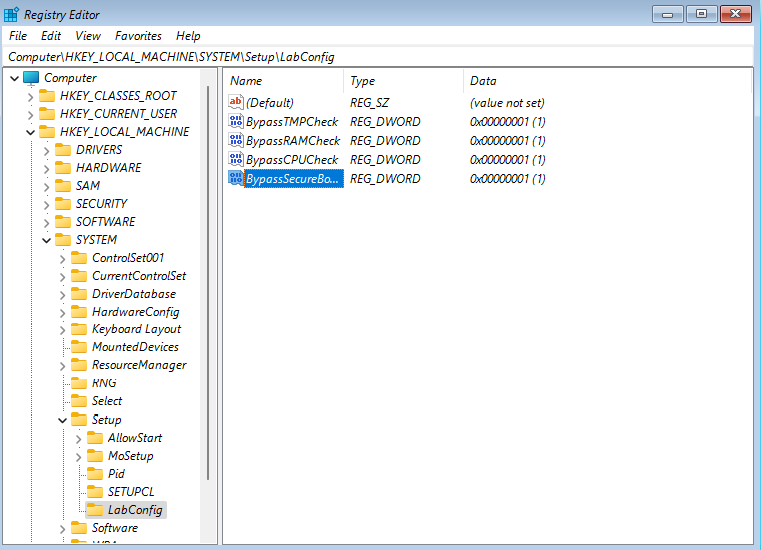 Registry Editor
File Edit View Favorites Help
Computer\HKEY_LOCAL_MACHINE\SYSTEM\Setup\LabConfig
Computer
HKEY_CLASSES_ROOT
HKEY_CURRENT_USER
HKEY_LOCAL_MACHINE
DRIVERS
HARDWARE
SAM
SECURITY
SOFTWARE
SYSTEM
ControlSet001
CurrentControlSet
DriverDatabase
HardwareConfig
Keyboard Layout
MountedDevices
ResourceManager
RNG
Select
Setup
AllowStart
MoSetup
Pid
SETUPCL
LabConfig
Software
Name Type Data
ab (Default) REG_SZ (value not set)
BypassTMPCheck REG_DWORD 0x00000001 (1)
BypassRAMCheck REG_DWORD 0x00000001 (1)
BypassCPUCheck REG_DWORD 0x00000001 (1)
BypassSecureBo... REG_DWORD 0x00000001 (1)